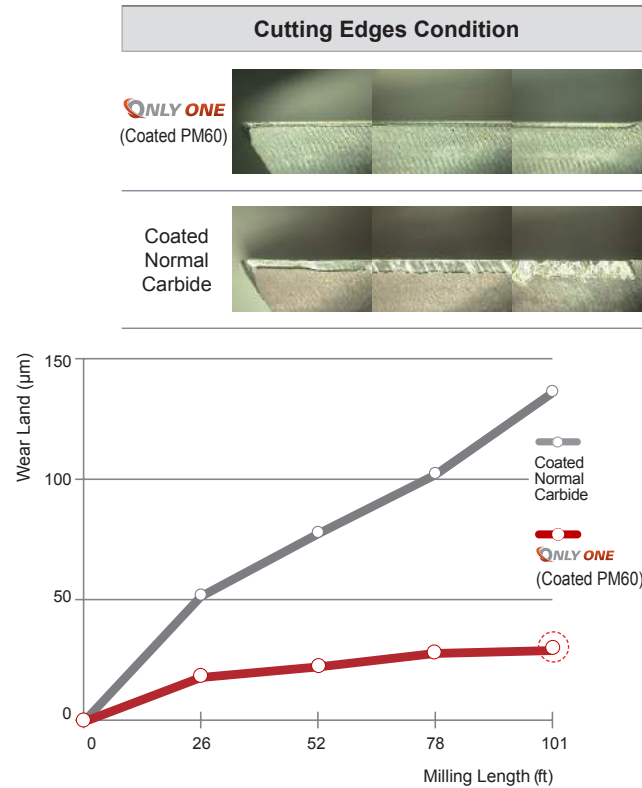 Cutting Edges Condition
ONLY ONE
(Coated PM60)
Coated
Normal
Carbide
150
Wear Land (μm)
100
Coated
Normal
Carbide
ONLY ONE
(Coated PM60)
50
0
0 26 52 78 101
Milling Length (ft)